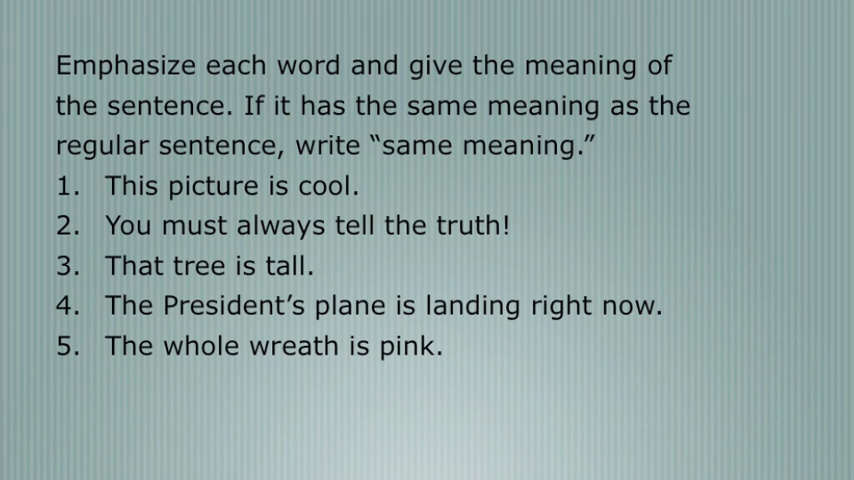 Emphasize each word and give the meaning of
the sentence. If it has the same meaning as the
regular sentence, write “same meaning.”
1. This picture is cool.
2. You must always tell the truth!
3. That tree is tall.
4. The President’s plane is landing right now.
5. The whole wreath is pink.